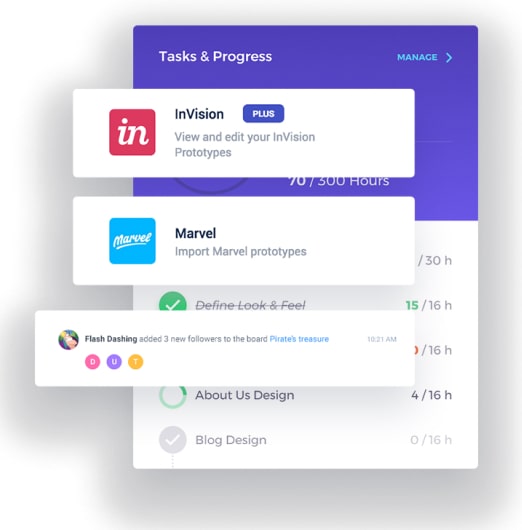 Tasks & Progress
MANAGE
in
InVision
PLUS
View and edit your InVision
Prototypes
70 / 300 Hours
Marvel
Marvel
Import Marvel prototypes
/ 30 h
Define Look & Feel
15 / 16 h
Flash Dashing added 3 new followers to the board Pirate's treasure
10:21 AM
D U T
0 / 16 h
About Us Design
4 / 16 h
Blog Design
0 / 16 h